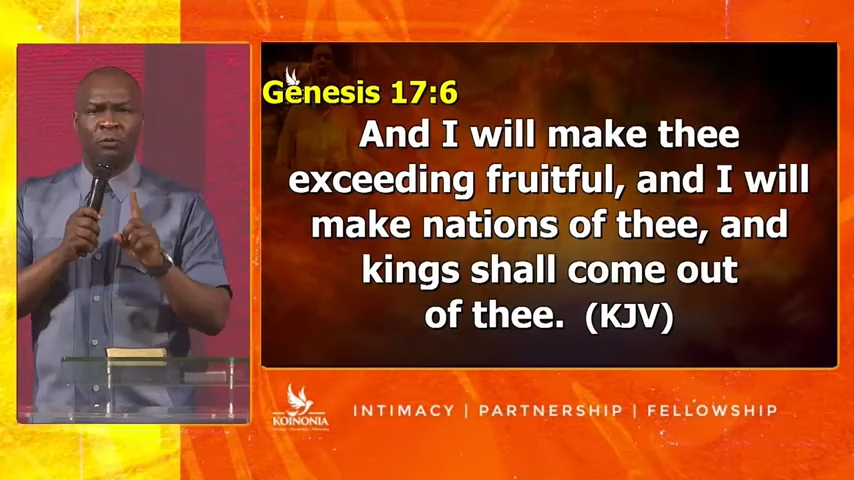 Genesis 17:6
And I will make thee
exceeding fruitful, and I will
make nations of thee, and
kings shall come out
of thee. (KJV)
KOINONIA
INTIMACY | PARTNERSHIP | FELLOWSHIP